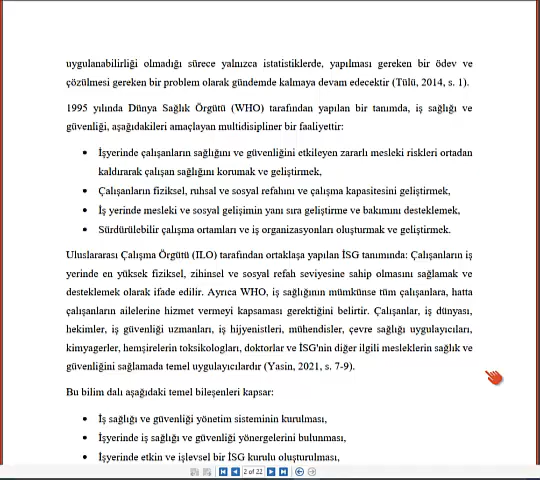 uygulanabilirliği olmadığı sürece yalnızca istatistiklerde, yapılması gereken bir ödev ve
çözülmesi gereken bir problem olarak gündemde kalmaya devam edecektir (Tülü, 2014, s. 1).
1995 yılında Dünya Sağlık Örgütü (WHO) tarafından yapılan bir tanımda, iş sağlığı ve
güvenliği, aşağıdakileri amaçlayan multidisipliner bir faaliyettir:
• İşyerinde çalışanların sağlığını ve güvenliğini etkileyen zararlı mesleki riskleri ortadan
kaldırarak çalışan sağlığını korumak ve geliştirmek,
• Çalışanların fiziksel, ruhsal ve sosyal refahını ve çalışma kapasitesini geliştirmek,
• İş yerinde mesleki ve sosyal gelişimin yanı sıra geliştirme ve bakımını desteklemek,
• Sürdürülebilir çalışma ortamları ve iş organizasyonları oluşturmak ve geliştirmek.
Uluslararası Çalışma Örgütü (ILO) tarafından ortaklaşa yapılan İSG tanımında: Çalışanların iş
yerinde en yüksek fiziksel, zihinsel ve sosyal refah seviyesine sahip olmasını sağlamak ve
desteklemek olarak ifade edilir. Ayrıca WHO, iş sağlığının mümkünse tüm çalışanlara, hatta
çalışanların ailelerine hizmet vermeyi kapsaması gerektiğini belirtir. Çalışanlar, iş dünyası,
hekimler, iş güvenliği uzmanları, iş hijyenistleri, mühendisler, çevre sağlığı uygulayıcıları,
kimyagerler, hemşirelerin toksikologları, doktorlar ve İSG'nin diğer ilgili mesleklerin sağlık ve
güvenliğini sağlamada temel uygulayıcılardır (Yasin, 2021, s. 7-9).
Bu bilim dalı aşağıdaki temel bileşenleri kapsar:
• İş sağlığı ve güvenliği yönetim sisteminin kurulması,
• İşyerinde iş sağlığı ve güvenliği yönergelerini bulunması,
• İşyerinde etkin ve işlevsel bir İSG kurulu oluşturulması,
2 of 22